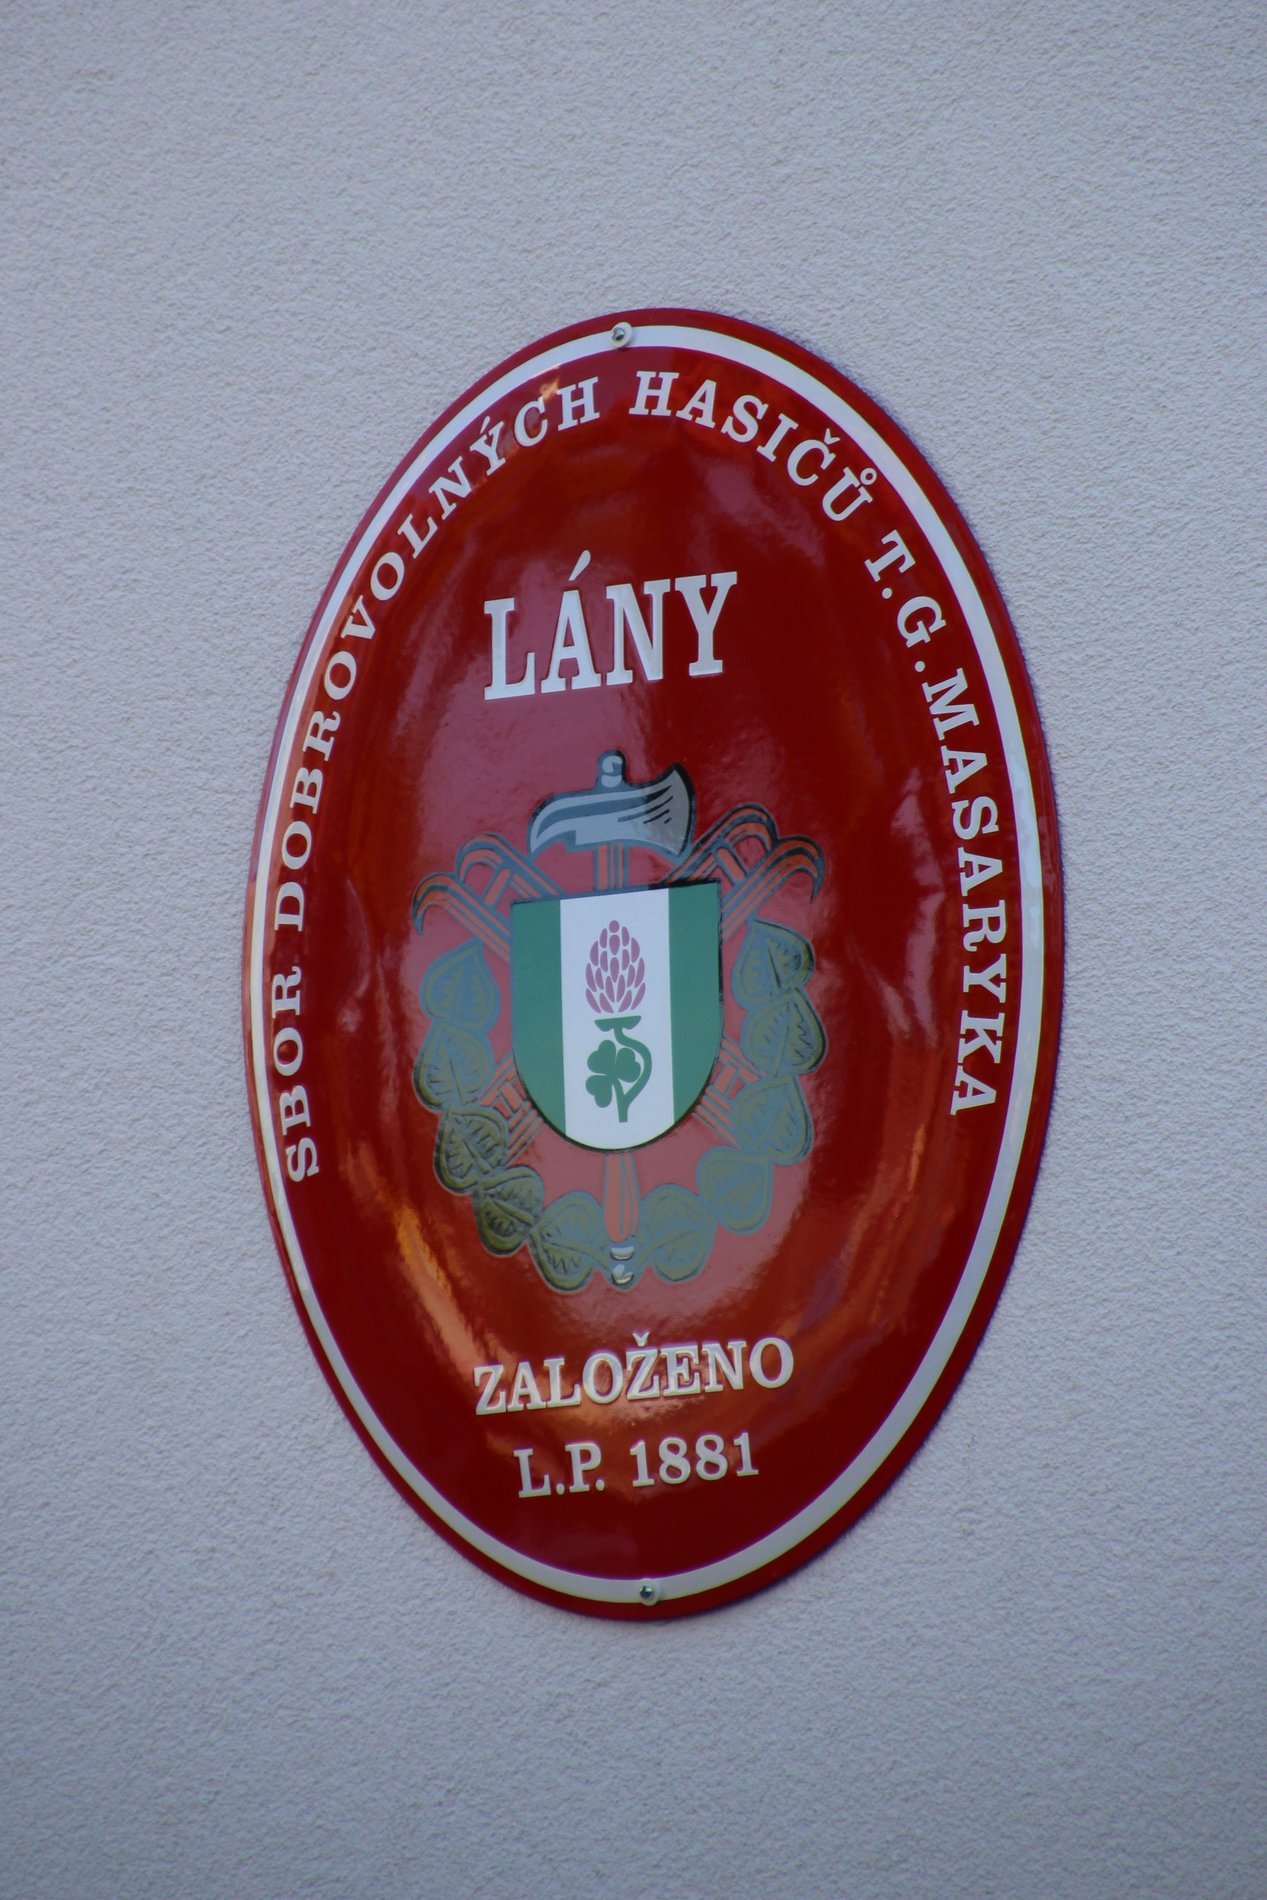 SBOR DOBROVOLNÝCH HASIČŮ T.G.MASARYKA
LÁNY
ZALOŽENO
L.P. 1881